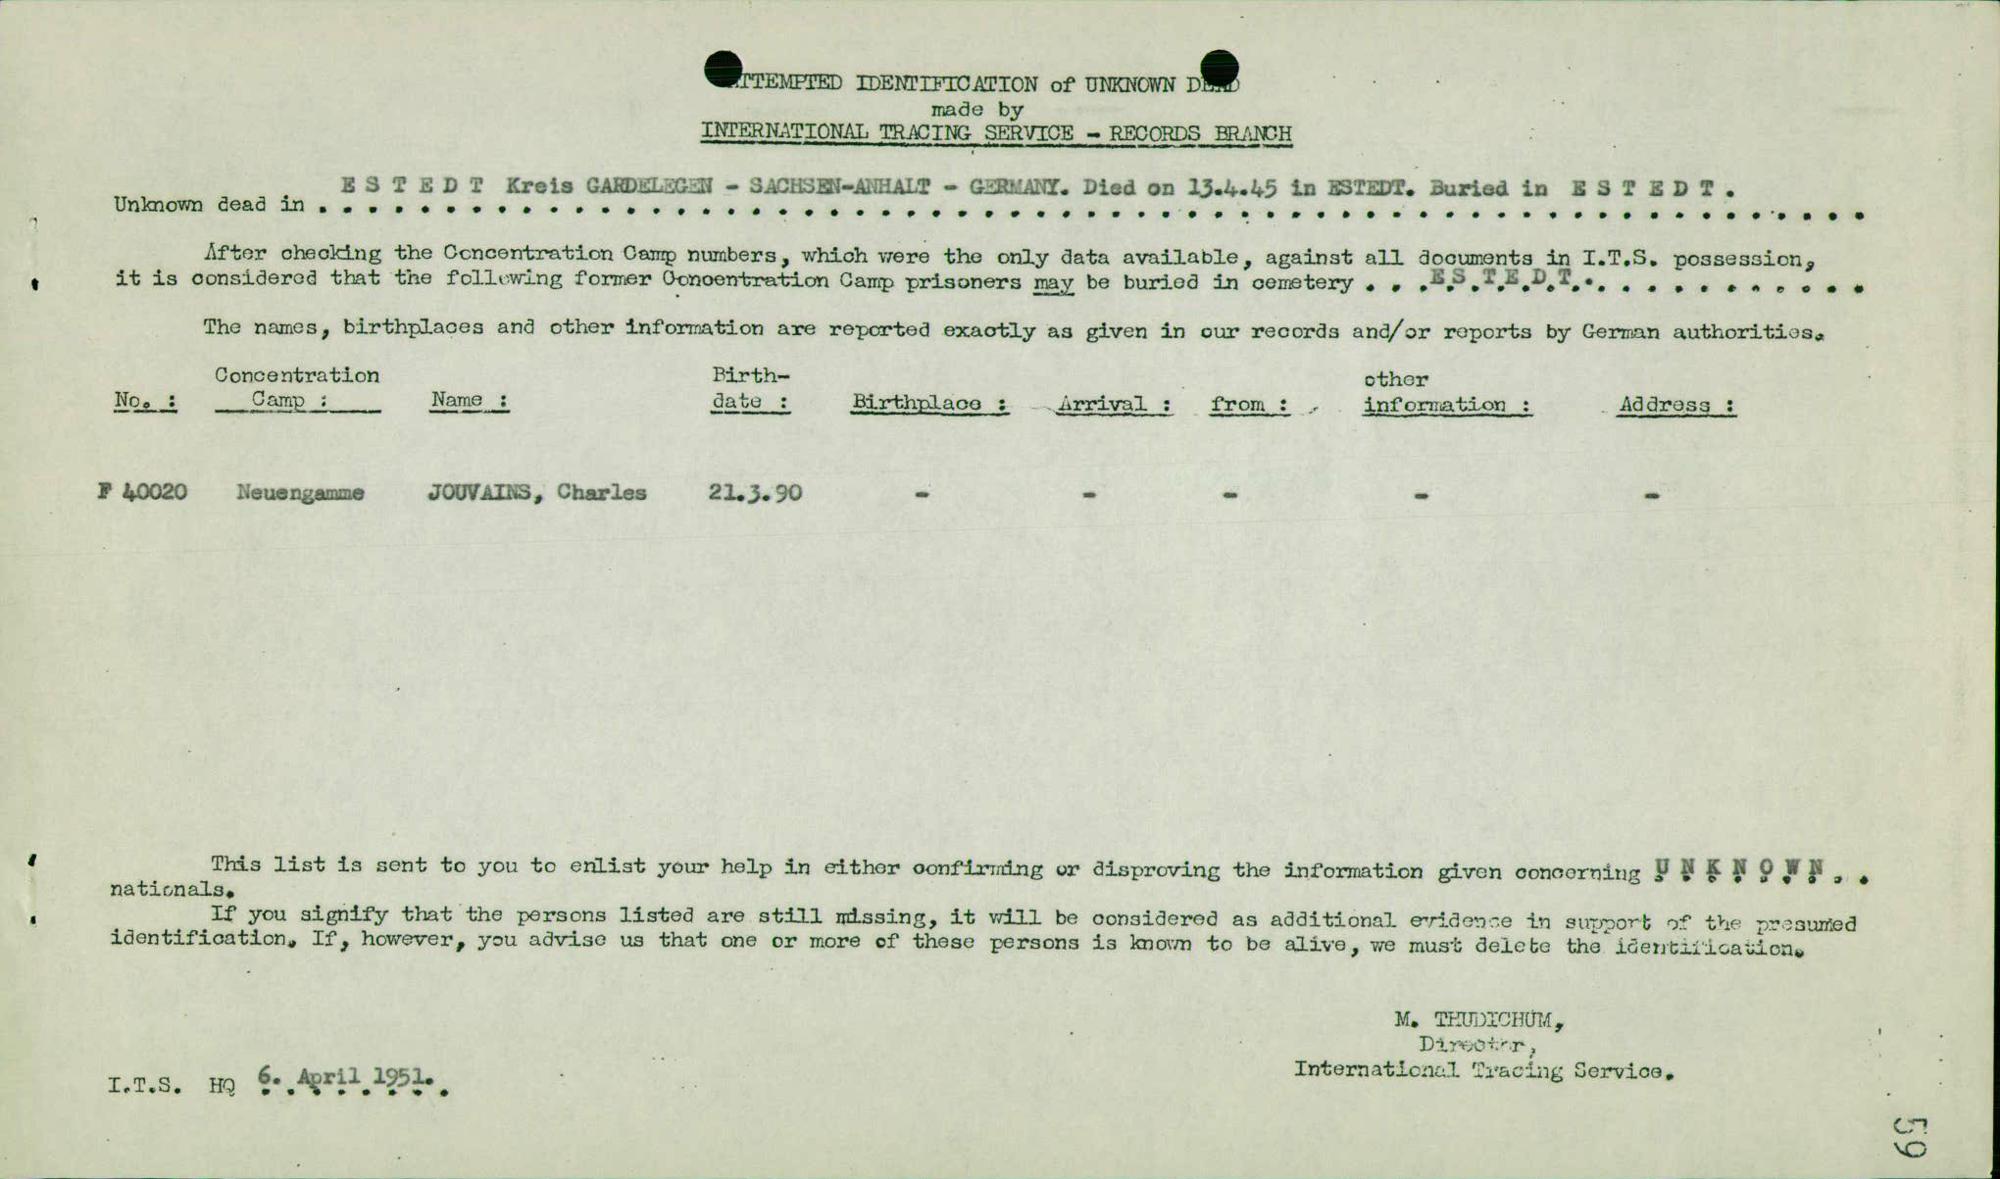 ATTEMPTED IDENTIFICATION of UNKNOWN DEAD
made by
INTERNATIONAL TRACING SERVICE - RECORDS BRANCH
Unknown dead in E S T E D T Kreis GARDELEGEN - SACHSEN-ANHALT - GERMANY. Died on 13.4.45 in ESTEDT. Buried in E S T E D T .
After checking the Concentration Camp numbers, which were the only data available, against all documents in I.T.S. possession,
it is considered that the following former Concentration Camp prisoners may be buried in cemetery . . . E S T E D T . . . . . . . . . . .
The names, birthplaces and other information are reported exactly as given in our records and/or reports by German authorities.
No. : Concentration Camp : Name : Birth-date : Birthplace : Arrival : from : other information : Address :
F 40020 Neuengamme JOUVAINS, Charles 21.3.90 - - - - -
This list is sent to you to enlist your help in either confirming or disproving the information given concerning U N K N O W N . .
nationals.
If you signify that the persons listed are still missing, it will be considered as additional evidence in support of the presumed
identification. If, however, you advise us that one or more of these persons is known to be alive, we must delete the identification.
M. THUDICHUM,
Director,
International Tracing Service.
I.T.S. HQ 6. April 1951.
59